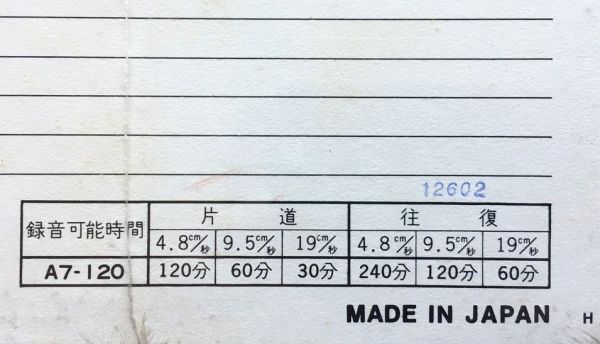 12602
録音可能時間 片道 往復
4.8cm/秒 9.5cm/秒 19cm/秒 4.8cm/秒 9.5cm/秒 19cm/秒
A7-120 120分 60分 30分 240分 120分 60分
MADE IN JAPAN H